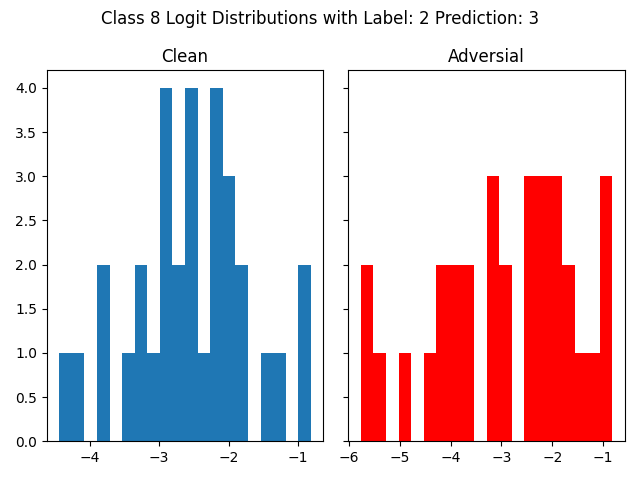 Class 8 Logit Distributions with Label: 2 Prediction: 3
Clean
Adversial
4.0
3.5
3.0
2.5
2.0
1.5
1.0
0.5
0.0
−4 −3 −2 −1
−6 −5 −4 −3 −2 −1